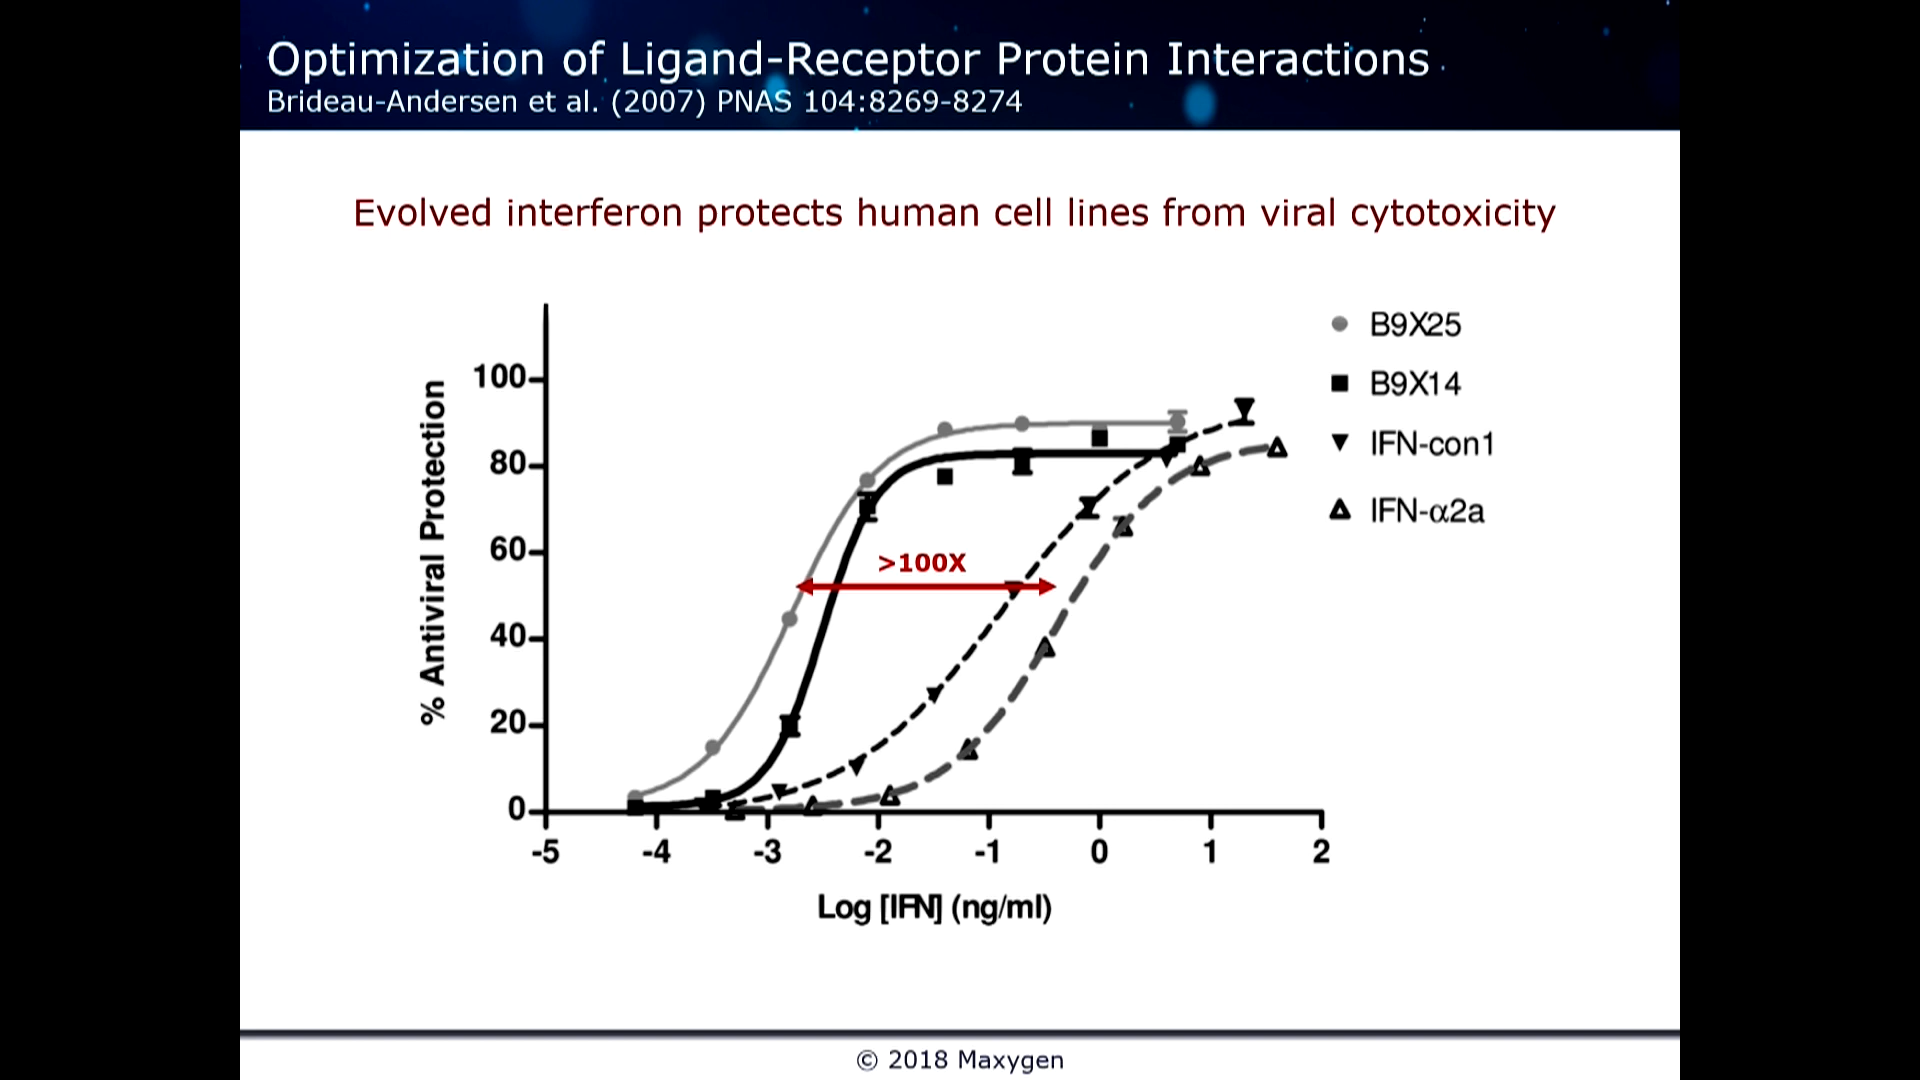 Optimization of Ligand-Receptor Protein Interactions
Brideau-Andersen et al. (2007) PNAS 104:8269-8274
Evolved interferon protects human cell lines from viral cytotoxicity
% Antiviral Protection
100
80
60
40
20
0
>100X
B9X25
B9X14
IFN-con1
IFN-α2a
-5 -4 -3 -2 -1 0 1 2
Log [IFN] (ng/ml)
© 2018 Maxygen